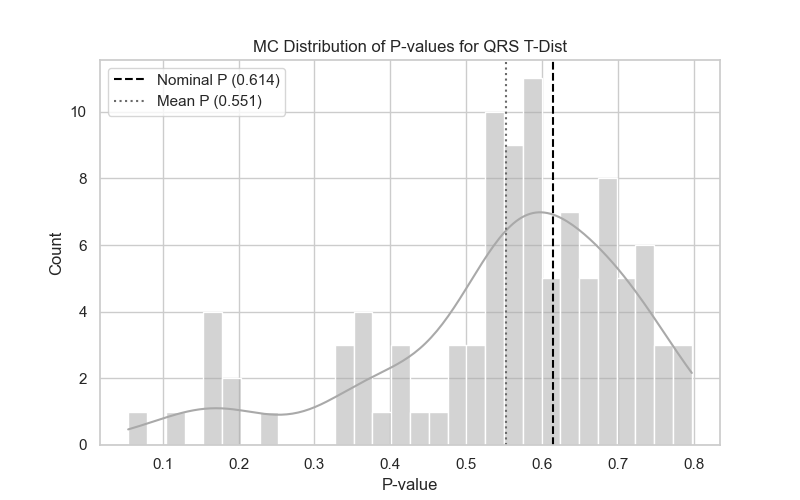 MC Distribution of P-values for QRS T-Dist
Nominal P (0.614)
Mean P (0.551)
10
8
6
4
2
0
Count
0.1 0.2 0.3 0.4 0.5 0.6 0.7 0.8
P-value